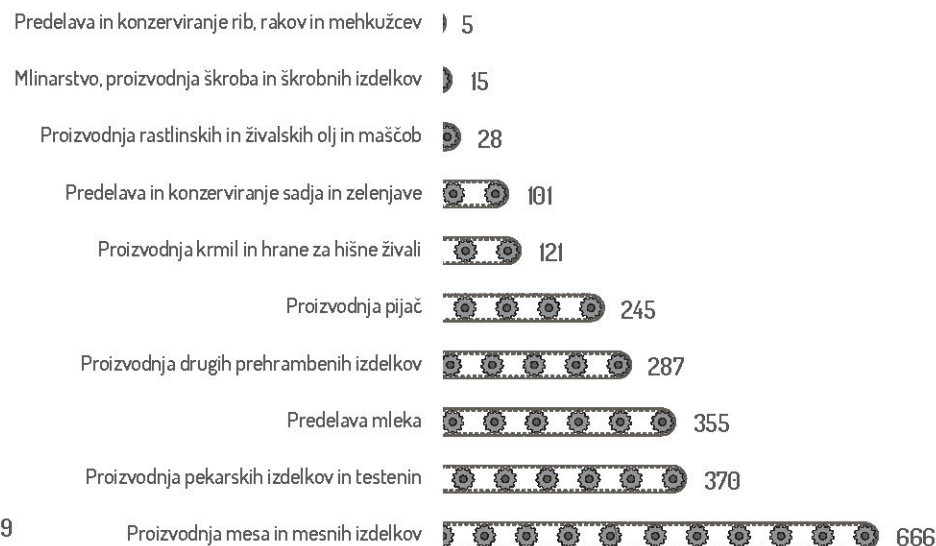 Predelava in konzerviranje rib, rakov in mehkužcev 5
Mlinarstvo, proizvodnja škroba in škrobnih izdelkov 15
Proizvodnja rastlinskih in živalskih olj in maščob 28
Predelava in konzerviranje sadja in zelenjave 101
Proizvodnja krmil in hrane za hišne živali 121
Proizvodnja pijač 245
Proizvodnja drugih prehrambenih izdelkov 287
Predelava mleka 355
Proizvodnja pekarskih izdelkov in testenin 370
9 Proizvodnja mesa in mesnih izdelkov 666